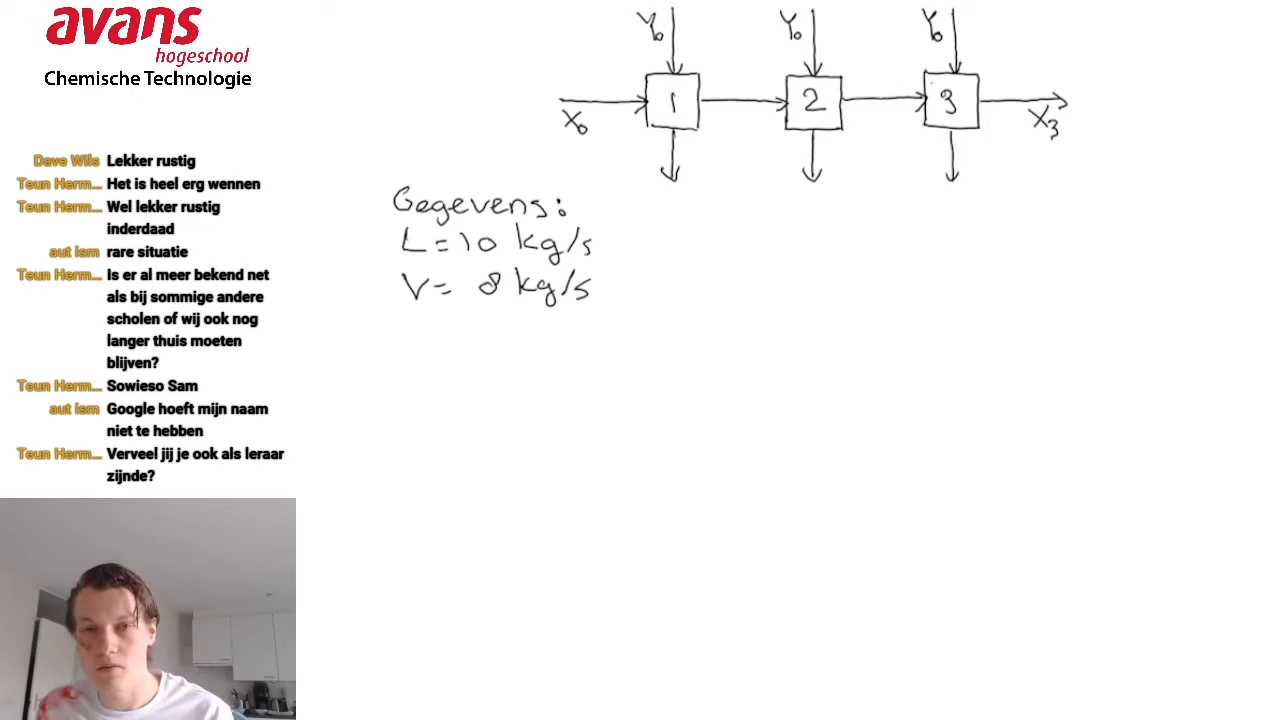 avans
hogeschool
Chemische Technologie
Dave Wils Lekker rustig
Teun Herm... Het is heel erg wennen
Teun Herm... Wel lekker rustig
inderdaad
aut ism rare situatie
Teun Herm... Is er al meer bekend net
als bij sommige andere
scholen of wij ook nog
langer thuis moeten
blijven?
Teun Herm... Sowieso Sam
aut ism Google hoeft mijn naam
niet te hebben
Teun Herm... Verveel jij je ook als leraar
zijnde?
Y₀ Y₀ Y₀
1 2 3
X₀ X₃
Gegevens:
L = 10 kg/s
V = 8 kg/s